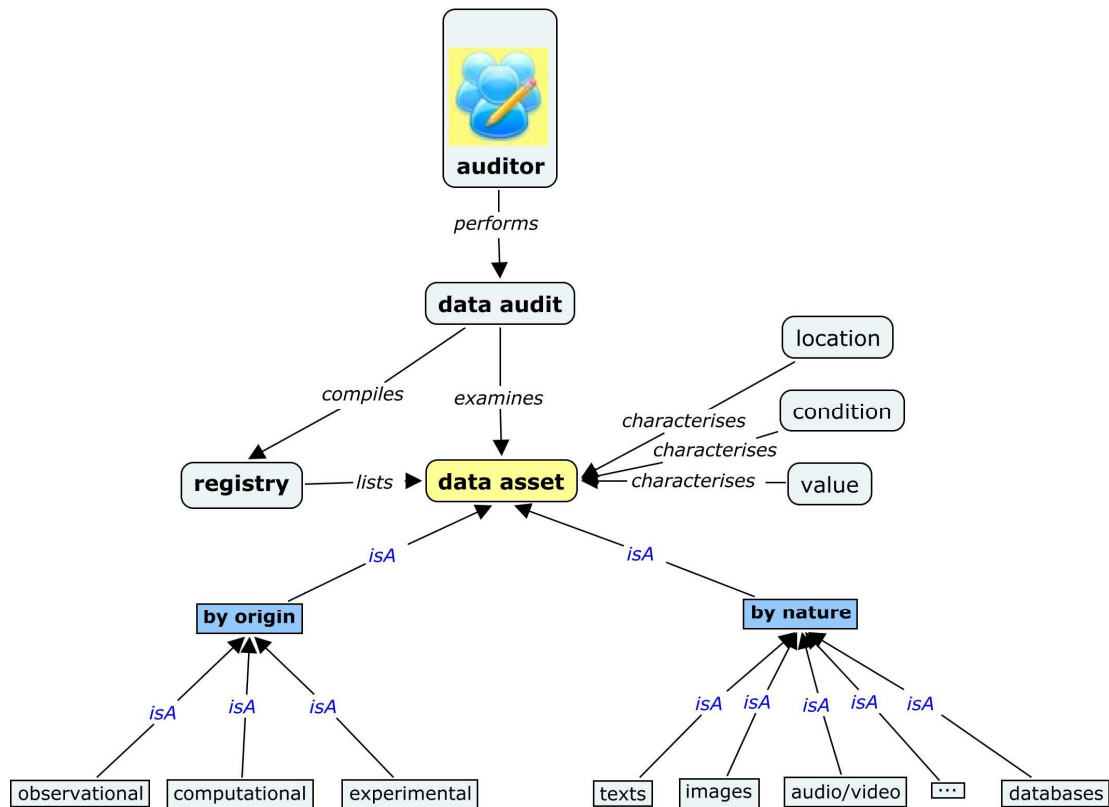 auditor
performs
data audit
location
compiles
examines
condition
characterises
characterises
registry
lists
data asset
characterises
value
isA
isA
by origin
by nature
isA
isA
isA
isA
isA
isA
isA
isA
observational
computational
experimental
texts
images
audio/video
...
databases